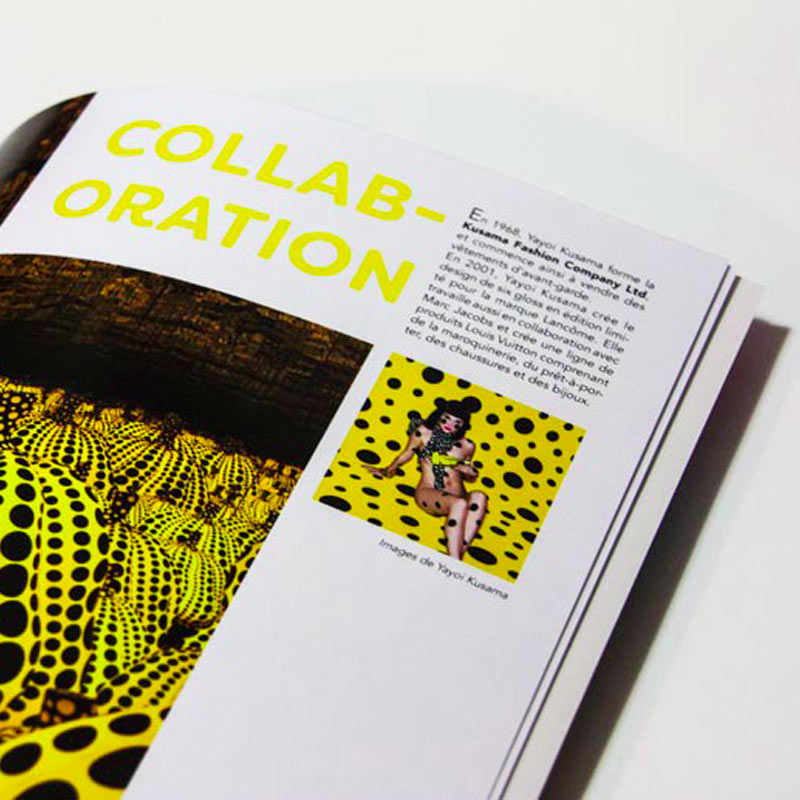 COLLAB-
ORATION
En 1968, Yayoi Kusama forme la
Kusama Fashion Company Ltd.
et commence ainsi à vendre des
vêtements d'avant-garde.
En 2001, Yayoi Kusama crée le
design de six gloss en édition limi-
té pour la marque Lancôme. Elle
travaille aussi en collaboration avec
Marc Jacobs et crée une ligne de
produits Louis Vuitton comprenant
de la maroquinerie, du prêt-à-por-
ter, des chaussures et des bijoux.
Images de Yayoi Kusama